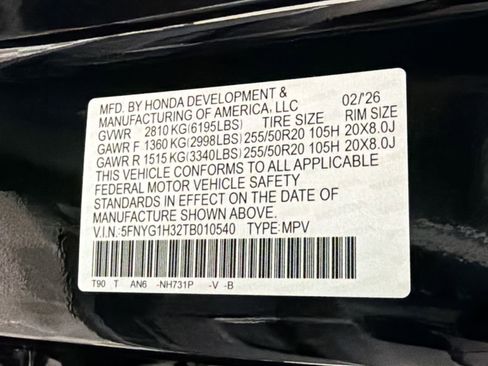 MFD. BY HONDA DEVELOPMENT &
MANUFACTURING OF AMERICA, LLC 02/'26
GVWR 2810 KG(6195LBS) TIRE SIZE RIM SIZE
GAWR F 1360 KG(2998LBS) 255/50R20 105H 20X8.0J
GAWR R 1515 KG(3340LBS) 255/50R20 105H 20X8.0J
THIS VEHICLE CONFORMS TO ALL APPLICABLE
FEDERAL MOTOR VEHICLE SAFETY
STANDARDS IN EFFECT ON THE DATE OF
MANUFACTURE SHOWN ABOVE.
V.I.N.:5FNYG1H32TB010540 TYPE:MPV
T90 T AN6 -NH731P -V -B